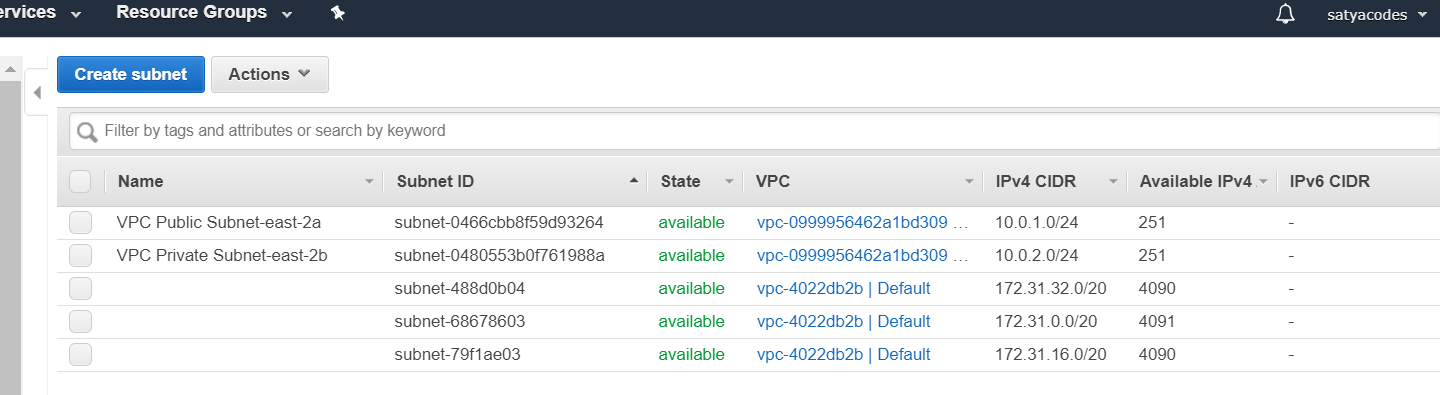 ervices Resource Groups satyacodes
Create subnet Actions
Filter by tags and attributes or search by keyword
Name Subnet ID State VPC IPv4 CIDR Available IPv4 IPv6 CIDR
VPC Public Subnet-east-2a subnet-0466cbb8f59d93264 available vpc-0999956462a1bd309 ... 10.0.1.0/24 251 -
VPC Private Subnet-east-2b subnet-0480553b0f761988a available vpc-0999956462a1bd309 ... 10.0.2.0/24 251 -
subnet-488d0b04 available vpc-4022db2b | Default 172.31.32.0/20 4090 -
subnet-68678603 available vpc-4022db2b | Default 172.31.0.0/20 4091 -
subnet-79f1ae03 available vpc-4022db2b | Default 172.31.16.0/20 4090 -